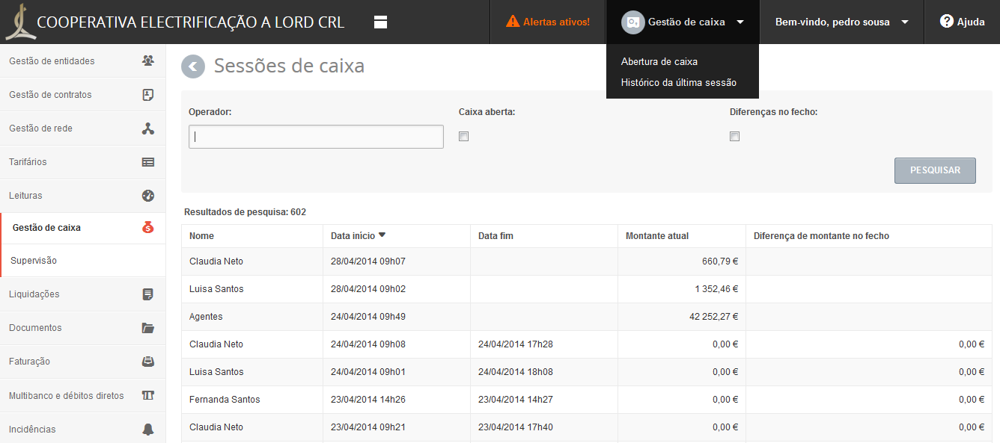 COOPERATIVA ELECTRIFICAÇÃO A LORD CRL
Alertas ativos!
Gestão de caixa
Bem-vindo, pedro sousa
? Ajuda
Abertura de caixa
Histórico da última sessão
Gestão de entidades
Gestão de contratos
Gestão de rede
Tarifários
Leituras
Gestão de caixa
Supervisão
Liquidações
Documentos
Faturação
Multibanco e débitos diretos
Incidências
Sessões de caixa
Operador: Caixa aberta: Diferenças no fecho:
PESQUISAR
Resultados de pesquisa: 602
Nome Data início Data fim Montante atual Diferença de montante no fecho
Claudia Neto 28/04/2014 09h07 660,79 €
Luisa Santos 28/04/2014 09h02 1 352,46 €
Agentes 24/04/2014 09h49 42 252,27 €
Claudia Neto 24/04/2014 09h08 24/04/2014 17h28 0,00 € 0,00 €
Luisa Santos 24/04/2014 09h01 24/04/2014 18h08 0,00 € 0,00 €
Fernanda Santos 23/04/2014 14h26 23/04/2014 14h27 0,00 € 0,00 €
Claudia Neto 23/04/2014 09h21 23/04/2014 17h40 0,00 € 0,00 €